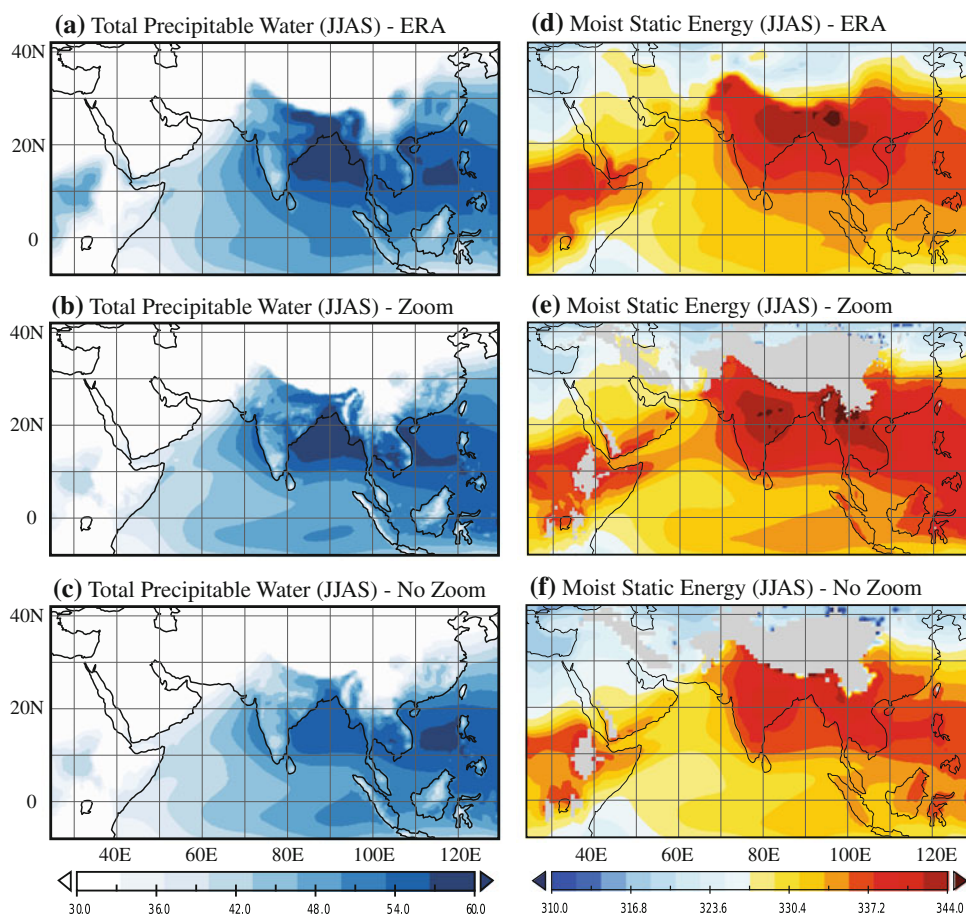 (a) Total Precipitable Water (JJAS) - ERA
(d) Moist Static Energy (JJAS) - ERA
40N
20N
0
(b) Total Precipitable Water (JJAS) - Zoom
(e) Moist Static Energy (JJAS) - Zoom
40N
20N
0
(c) Total Precipitable Water (JJAS) - No Zoom
(f) Moist Static Energy (JJAS) - No Zoom
40N
20N
0
40E 60E 80E 100E 120E 40E 60E 80E 100E 120E
30.0 36.0 42.0 48.0 54.0 60.0 310.0 316.8 323.6 330.4 337.2 344.0